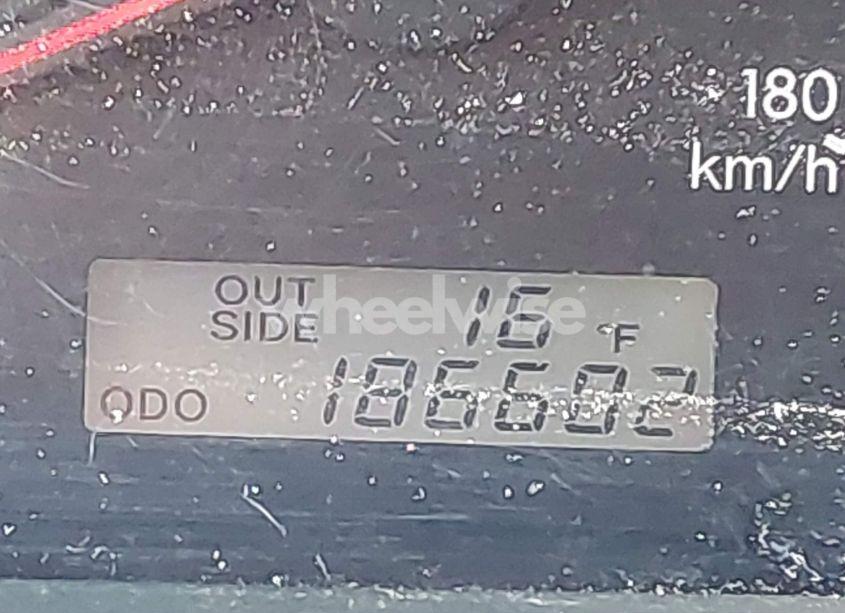 180
km/h
OUT SIDE 16 °F
ODO 186602
wheelwise